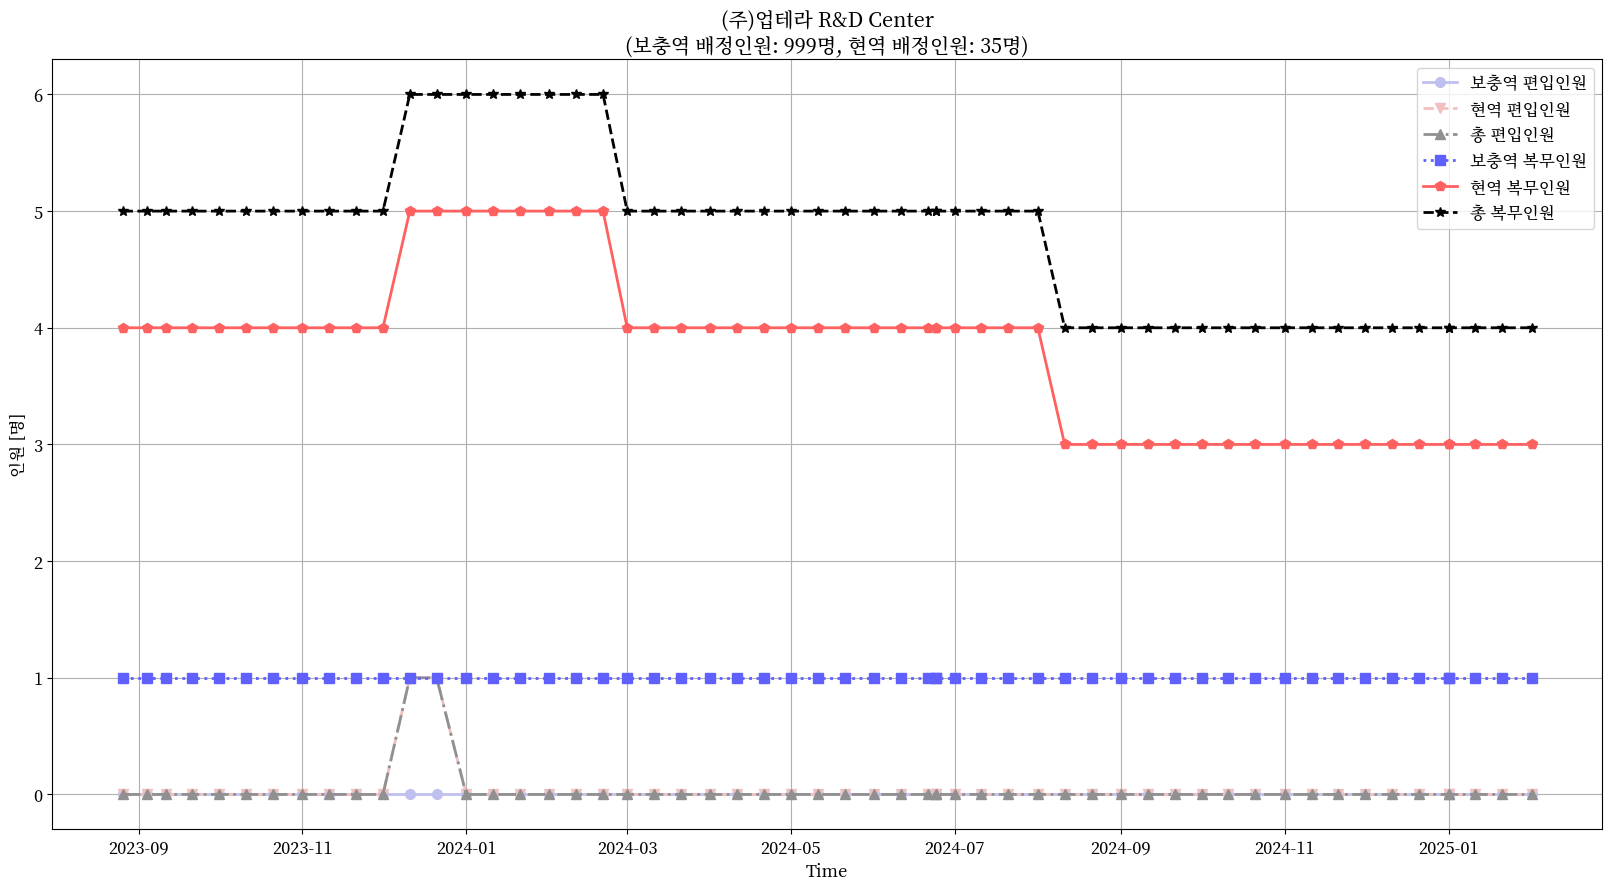 (주)업테라 R&D Center
(보충역 배정인원: 999명, 현역 배정인원: 35명)
보충역 편입인원
현역 편입인원
총 편입인원
보충역 복무인원
현역 복무인원
총 복무인원
인원 [명]
6
5
4
3
2
1
0
2023-09
2023-11
2024-01
2024-03
2024-05
2024-07
2024-09
2024-11
2025-01
Time